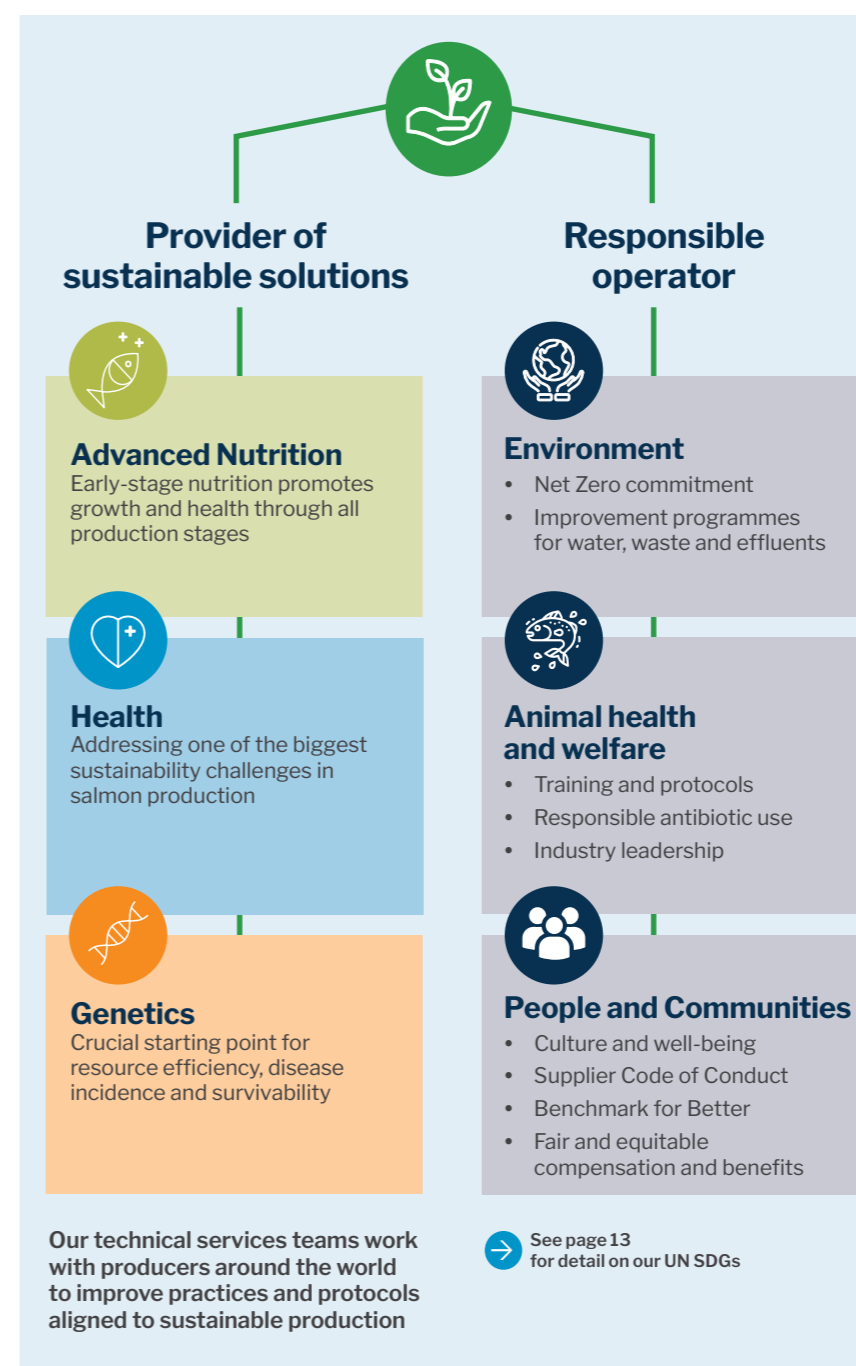 Provider of
sustainable solutions
Advanced Nutrition
Early-stage nutrition promotes
growth and health through all
production stages
Health
Addressing one of the biggest
sustainability challenges in
salmon production
Genetics
Crucial starting point for
resource efficiency, disease
incidence and survivability
Our technical services teams work
with producers around the world
to improve practices and protocols
aligned to sustainable production
Responsible
operator
Environment
• Net Zero commitment
• Improvement programmes
for water, waste and effluents
Animal health
and welfare
• Training and protocols
• Responsible antibiotic use
• Industry leadership
People and Communities
• Culture and well-being
• Supplier Code of Conduct
• Benchmark for Better
• Fair and equitable
compensation and benefits
See page 13
for detail on our UN SDGs